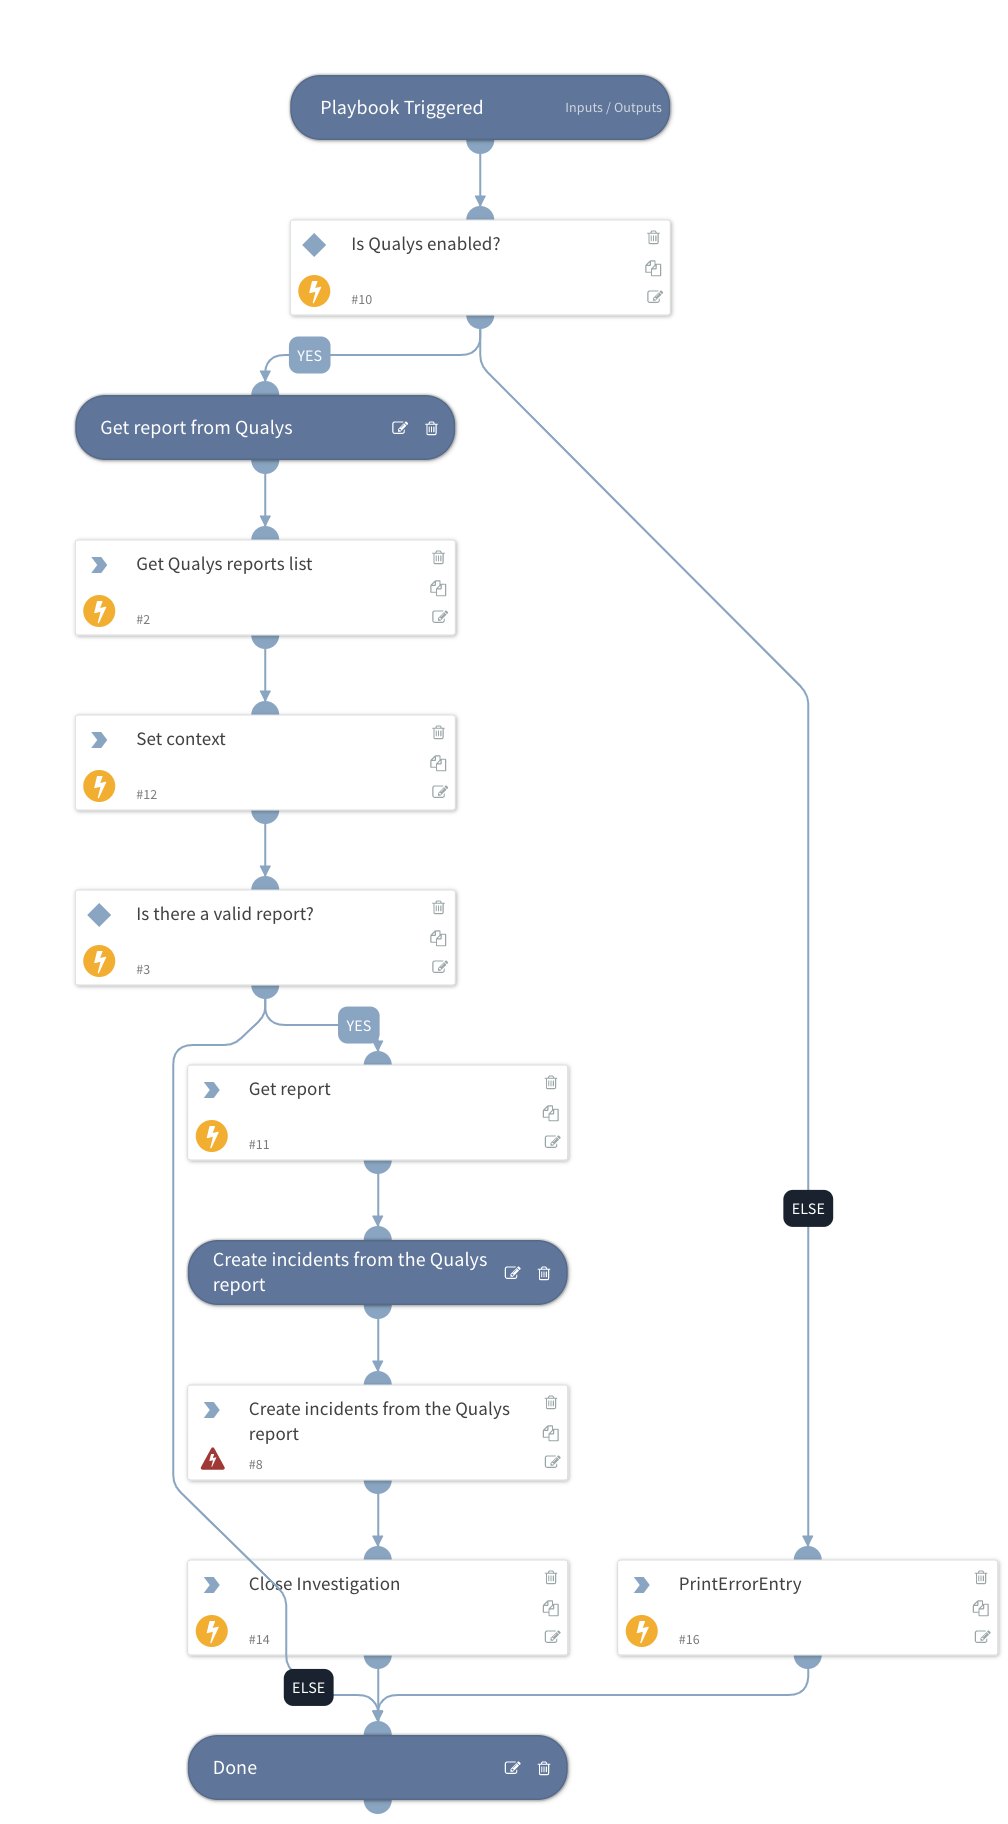 Playbook Triggered
Inputs / Outputs
Is Qualys enabled?
#10
YES
Get report from Qualys
Get Qualys reports list
#2
Set context
#12
Is there a valid report?
#3
YES
Get report
#11
ELSE
Create incidents from the Qualys
report
Create incidents from the Qualys
report
#8
Close Investigation
#14
PrintErrorEntry
#16
ELSE
Done